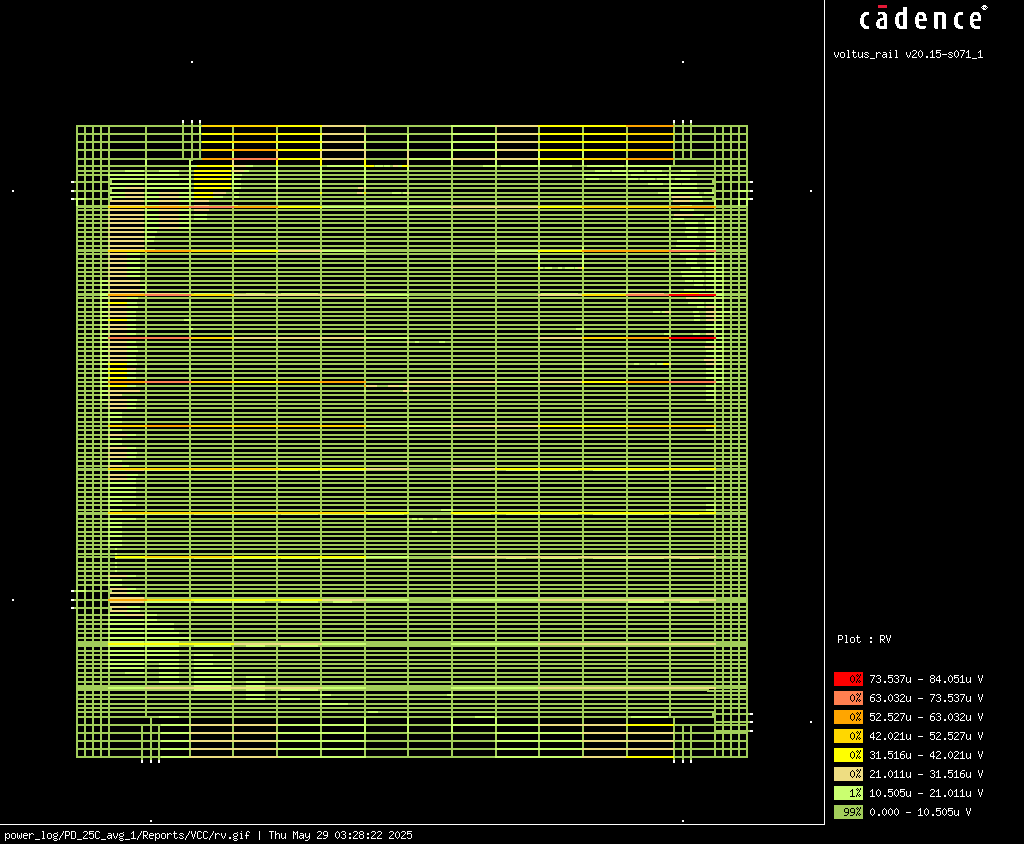 cādence®
voltus_rail v20.15-s071_1
Plot : RV
0% 73.537u - 84.051u V
0% 63.032u - 73.537u V
0% 52.527u - 63.032u V
0% 42.021u - 52.527u V
0% 31.516u - 42.021u V
0% 21.011u - 31.516u V
1% 10.505u - 21.011u V
99% 0.000 - 10.505u V
power_log/PD_25C_avg_1/Reports/VCC/rv.gif | Thu May 29 03:28:22 2025